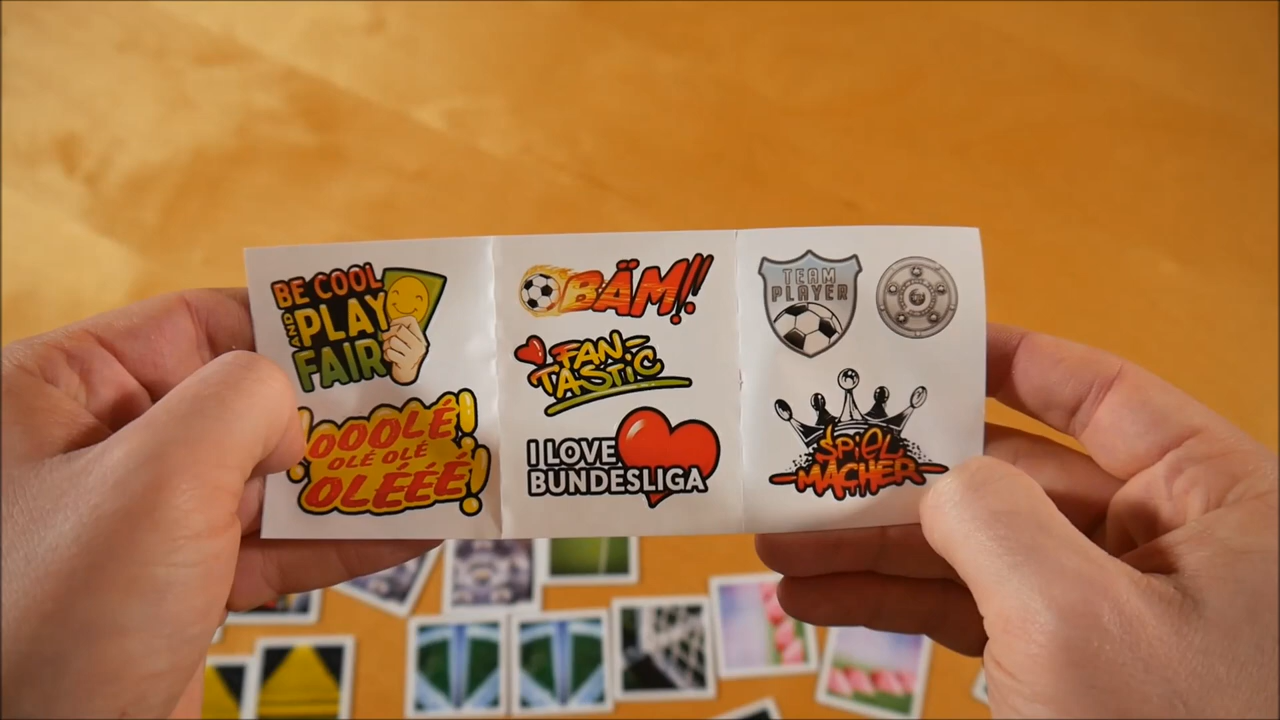 BE COOL
AND PLAY
FAIR
!OOOLÉ!
OLÉ OLÉ
!OLÉÉÉ!
BÄM!!
FAN-
TASTIC
I LOVE
BUNDESLIGA
TEAM
PLAYER
SPIEL
MACHER